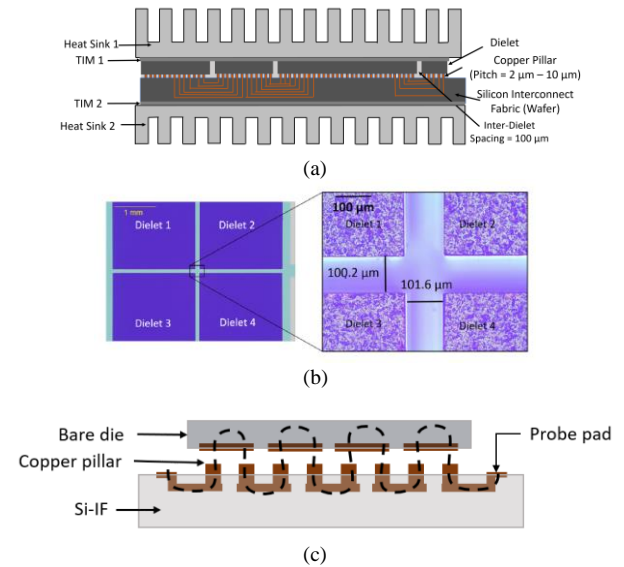 Heat Sink 1
TIM 1
TIM 2
Heat Sink 2
Dielet
Copper Pillar
(Pitch = 2 μm – 10 μm)
Silicon Interconnect
Fabric (Wafer)
Inter-Dielet
Spacing = 100 μm
(a)
1 mm
Dielet 1
Dielet 2
Dielet 3
Dielet 4
100 μm
Dielet 1
Dielet 2
100.2 μm
101.6 μm
Dielet 3
Dielet 4
(b)
Bare die
Copper pillar
Si-IF
Probe pad
(c)